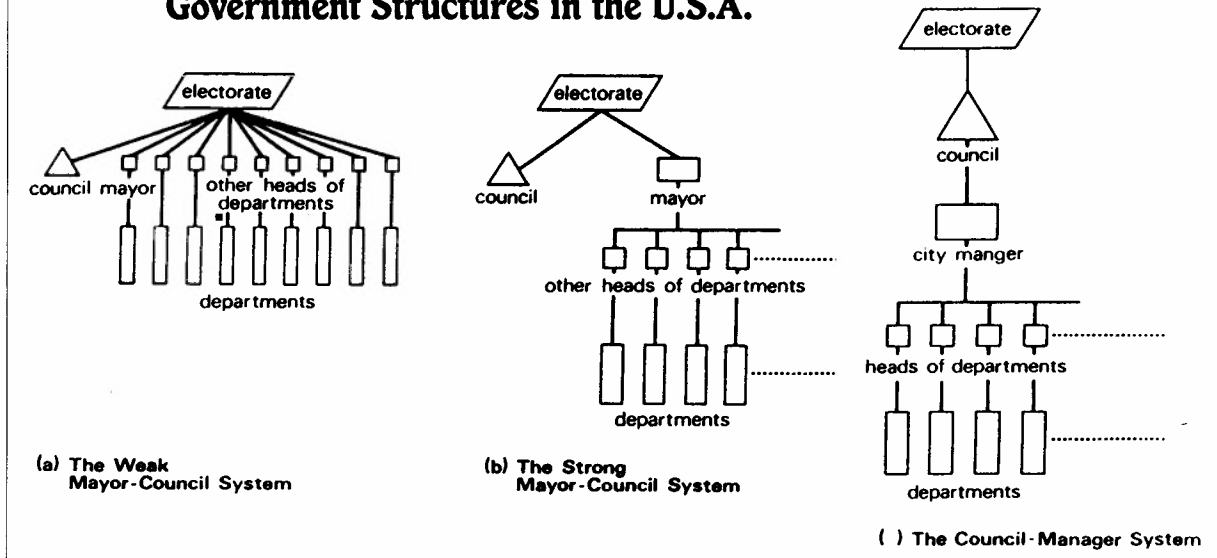 Government Structures in the U.S.A.
electorate
council mayor
other heads of
departments
departments
(a) The Weak
Mayor-Council System
electorate
council
mayor
other heads of departments
departments
(b) The Strong
Mayor-Council System
electorate
council
city manger
heads of departments
departments
( ) The Council-Manager System